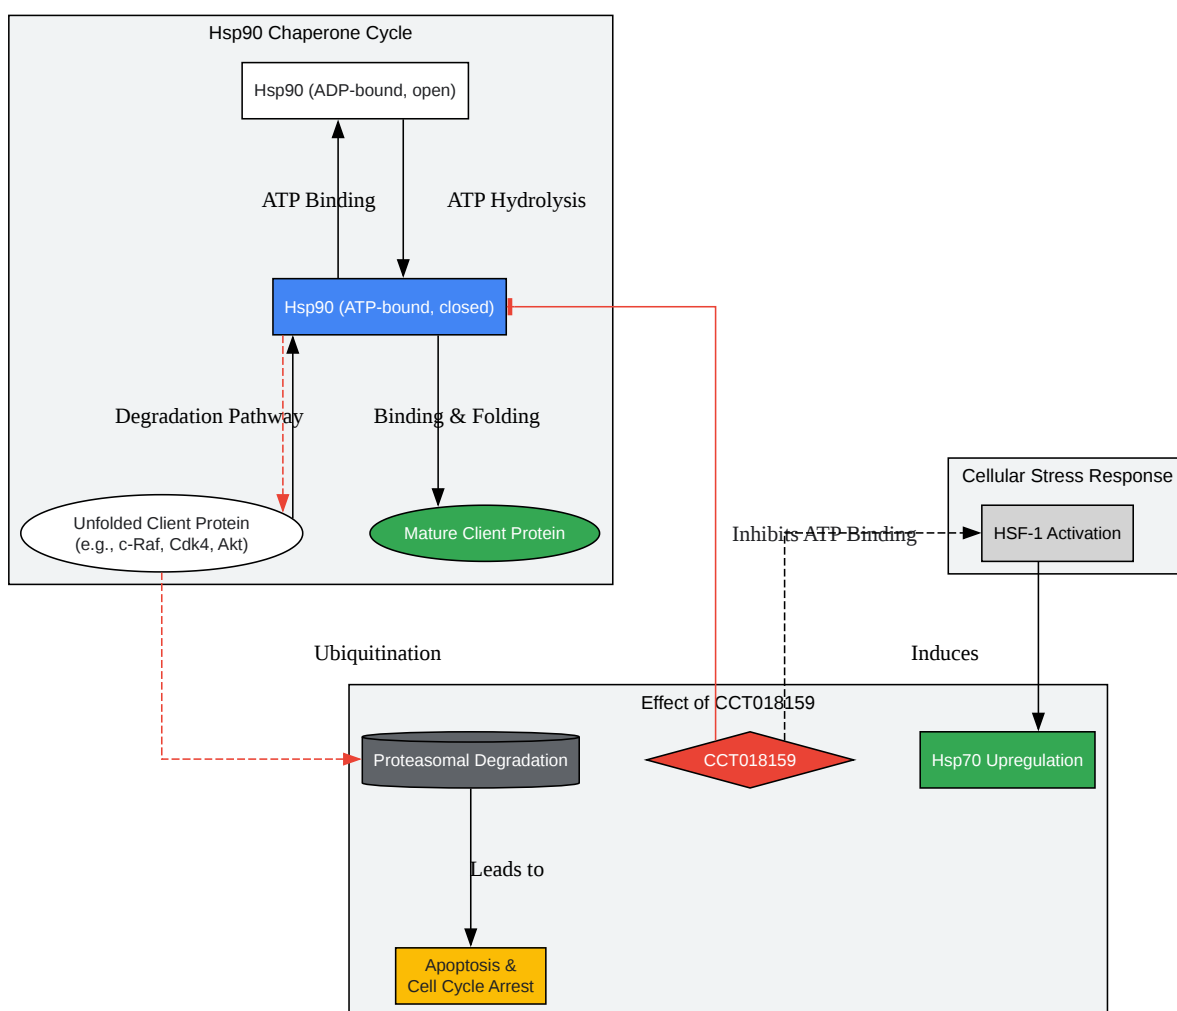 Hsp90 Chaperone Cycle
Hsp90 (ADP-bound, open)
ATP Binding
ATP Hydrolysis
Hsp90 (ATP-bound, closed)
Degradation Pathway
Binding & Folding
Unfolded Client Protein
(e.g., c-Raf, Cdk4, Akt)
Mature Client Protein
Cellular Stress Response
HSF-1 Activation
Inhibits ATP Binding
Ubiquitination
Induces
Effect of CCT018159
Proteasomal Degradation
CCT018159
Hsp70 Upregulation
Leads to
Apoptosis &
Cell Cycle Arrest